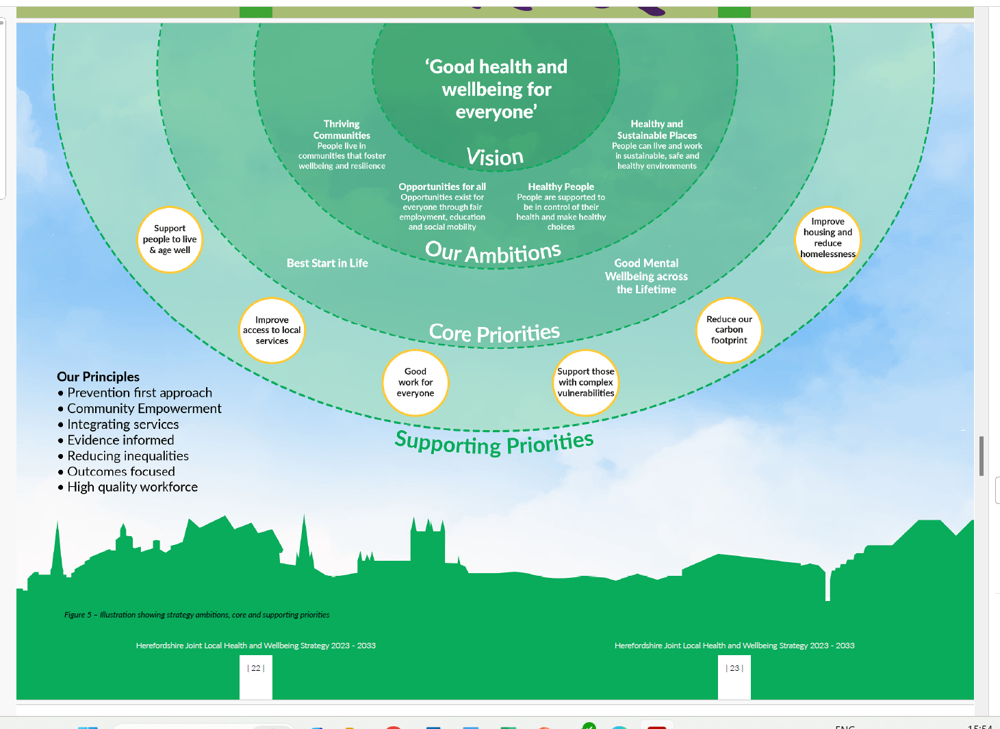 ‘Good health and
wellbeing for
everyone’
Vision
Thriving
Communities
People live in
communities that foster
wellbeing and resilience
Healthy and
Sustainable Places
People can live and work
in sustainable, safe and
healthy environments
Opportunities for all
Opportunities exist for
everyone through fair
employment, education
and social mobility
Healthy People
People are supported to
be in control of their
health and make healthy
choices
Our Ambitions
Best Start in Life
Good Mental
Wellbeing across
the Lifetime
Core Priorities
Support
people to live
& age well
Improve
access to local
services
Good
work for
everyone
Support those
with complex
vulnerabilities
Reduce our
carbon
footprint
Improve
housing and
reduce
homelessness
Supporting Priorities
Our Principles
• Prevention first approach
• Community Empowerment
• Integrating services
• Evidence informed
• Reducing inequalities
• Outcomes focused
• High quality workforce
Figure 5 – Illustration showing strategy ambitions, core and supporting priorities
Herefordshire Joint Local Health and Wellbeing Strategy 2023 - 2033
| 22 |
Herefordshire Joint Local Health and Wellbeing Strategy 2023 - 2033
| 23 |
ENG
15:54